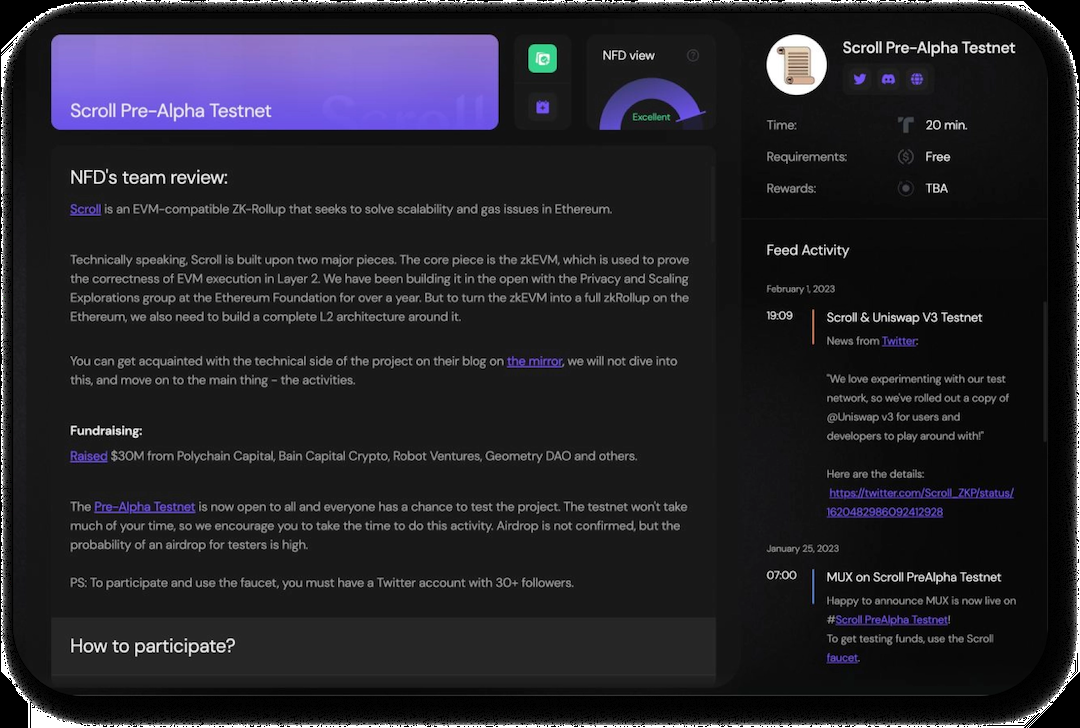 Scroll Pre-Alpha Testnet
Scroll
NFD view
?
Excellent
NFD's team review:
Scroll is an EVM-compatible ZK-Rollup that seeks to solve scalability and gas issues in Ethereum.
Technically speaking, Scroll is built upon two major pieces. The core piece is the zkEVM, which is used to prove
the correctness of EVM execution in Layer 2. We have been building it in the open with the Privacy and Scaling
Explorations group at the Ethereum Foundation for over a year. But to turn the zkEVM into a full zkRollup on the
Ethereum, we also need to build a complete L2 architecture around it.
You can get acquainted with the technical side of the project on their blog on the mirror, we will not dive into
this, and move on to the main thing - the activities.
Fundraising:
Raised $30M from Polychain Capital, Bain Capital Crypto, Robot Ventures, Geometry DAO and others.
The Pre-Alpha Testnet is now open to all and everyone has a chance to test the project. The testnet won't take
much of your time, so we encourage you to take the time to do this activity. Airdrop is not confirmed, but the
probability of an airdrop for testers is high.
PS: To participate and use the faucet, you must have a Twitter account with 30+ followers.
How to participate?
Scroll Pre-Alpha Testnet
Time: 20 min.
Requirements: Free
Rewards: TBA
Feed Activity
February 1, 2023
19:09 Scroll & Uniswap V3 Testnet
News from Twitter:
"We love experimenting with our test
network, so we've rolled out a copy of
@Uniswap v3 for users and
developers to play around with!"
Here are the details:
https://twitter.com/Scroll_ZKP/status/
1620482986092412928
January 25, 2023
07:00 MUX on Scroll PreAlpha Testnet
Happy to announce MUX is now live on
#Scroll PreAlpha Testnet!
To get testing funds, use the Scroll
faucet.